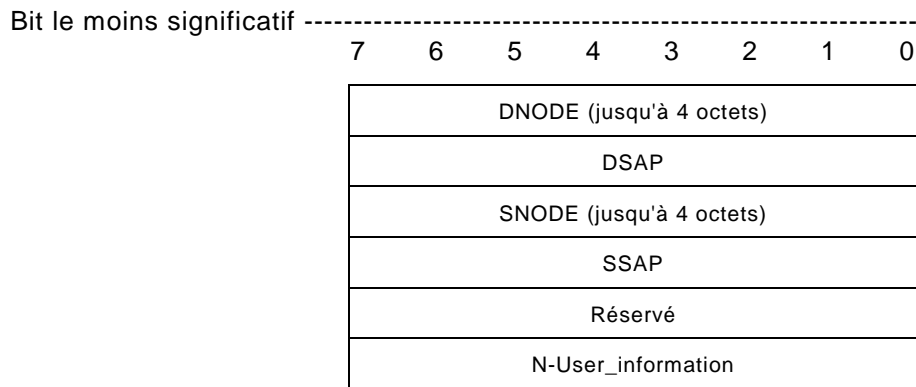 Bit le moins significatif --------------------------------------------------------------
7 6 5 4 3 2 1 0
DNODE (jusqu'à 4 octets)
DSAP
SNODE (jusqu'à 4 octets)
SSAP
Réservé
N-User_information